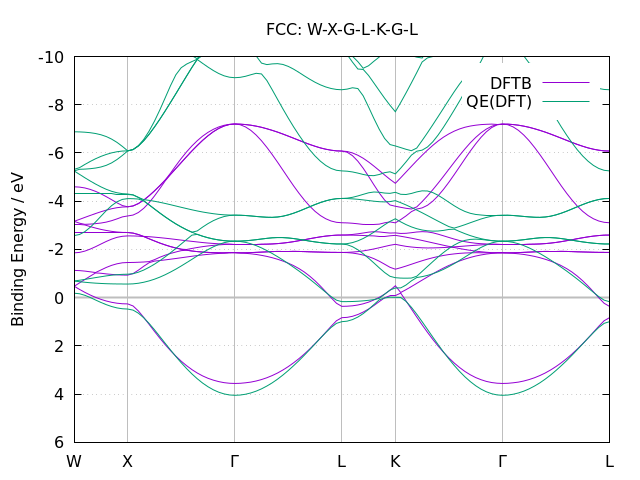 FCC: W-X-G-L-K-G-L
DFTB
QE(DFT)
Binding Energy / eV
-10
-8
-6
-4
-2
0
2
4
6
W X Γ L K Γ L